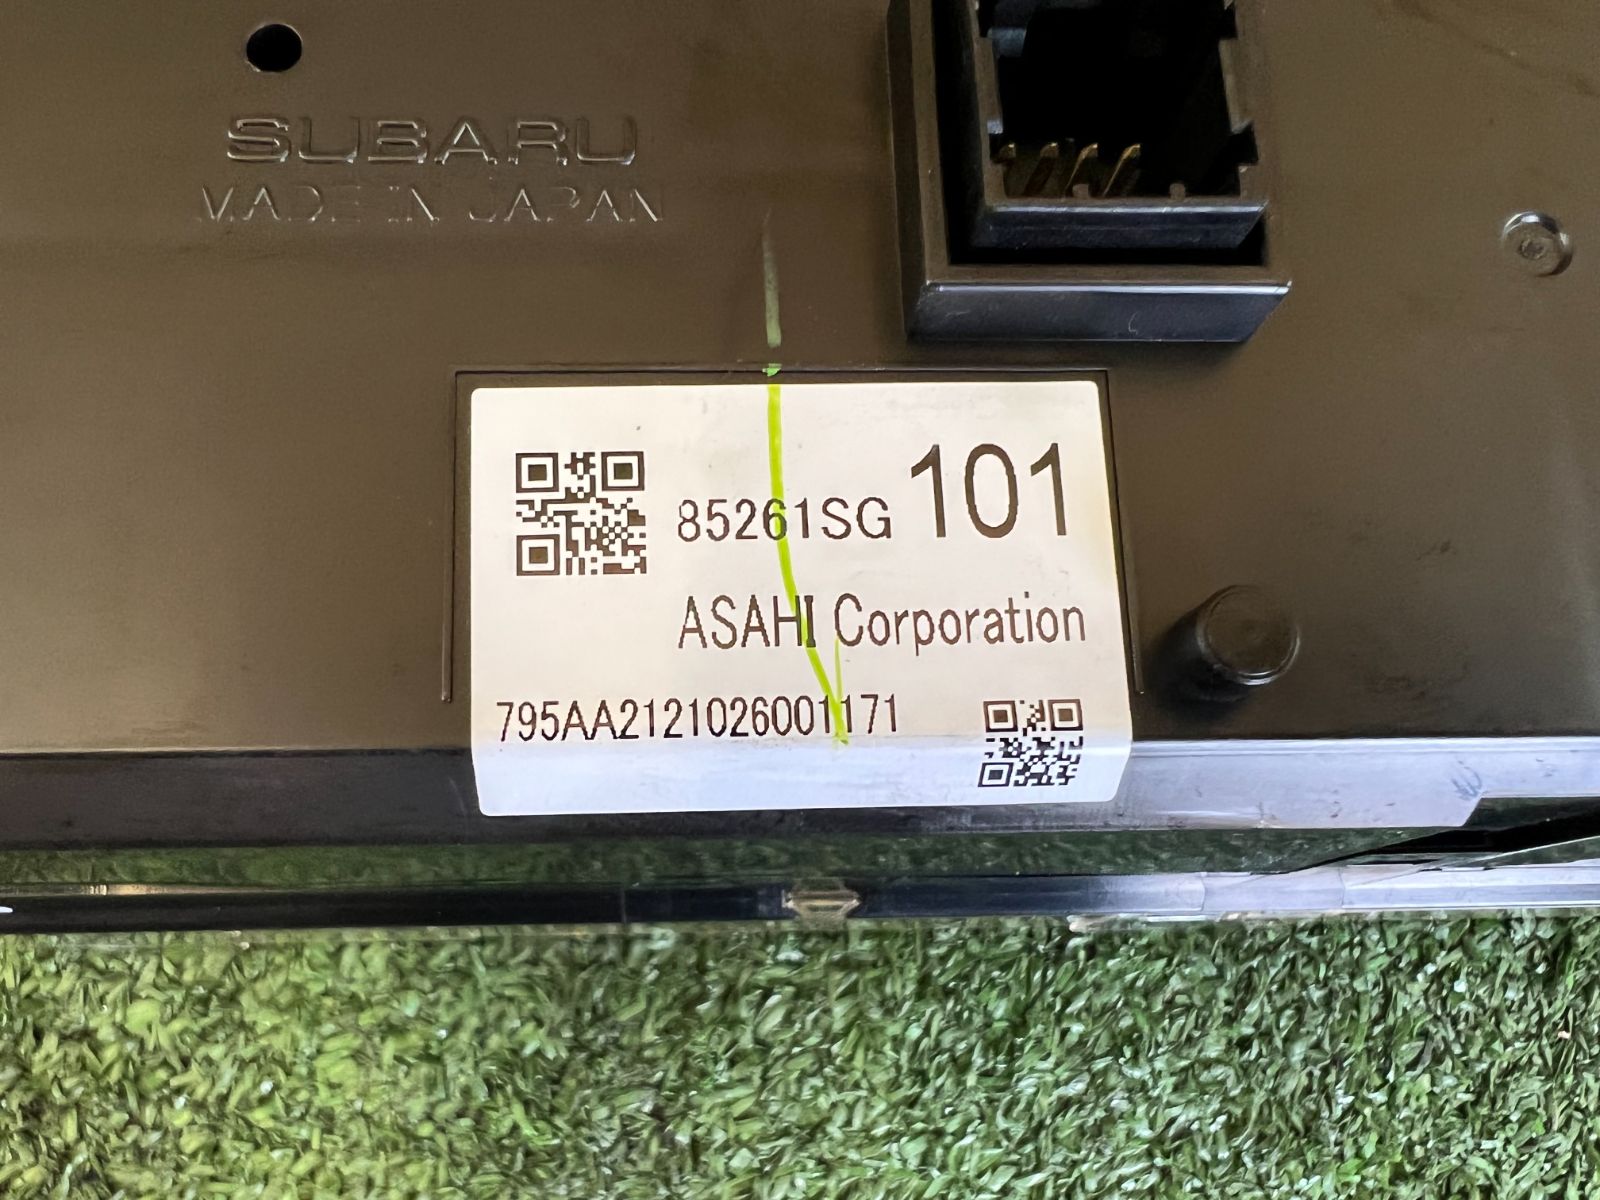 SUBARU
MADE IN JAPAN
85261SG 101
ASAHI Corporation
795AA2121026001171